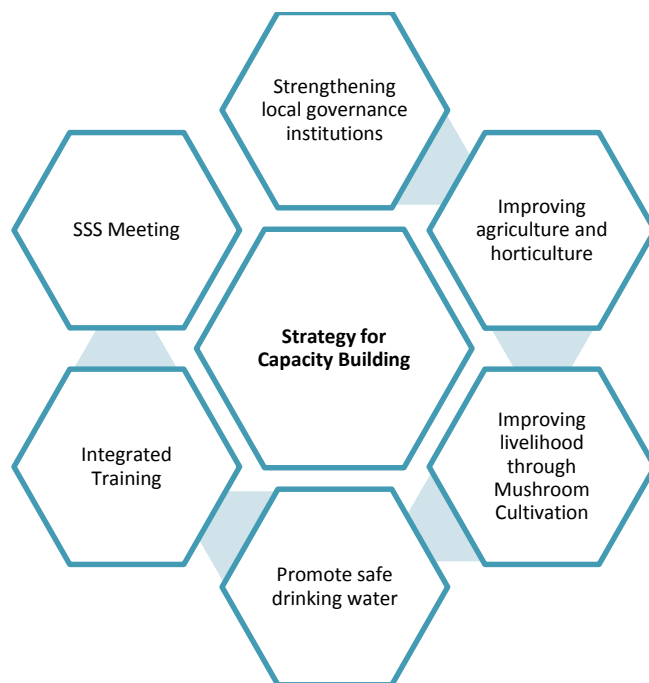 Strengthening
local governance
institutions
Improving
agriculture and
horticulture
SSS Meeting
Strategy for
Capacity Building
Improving
livelihood
through
Mushroom
Cultivation
Integrated
Training
Promote safe
drinking water